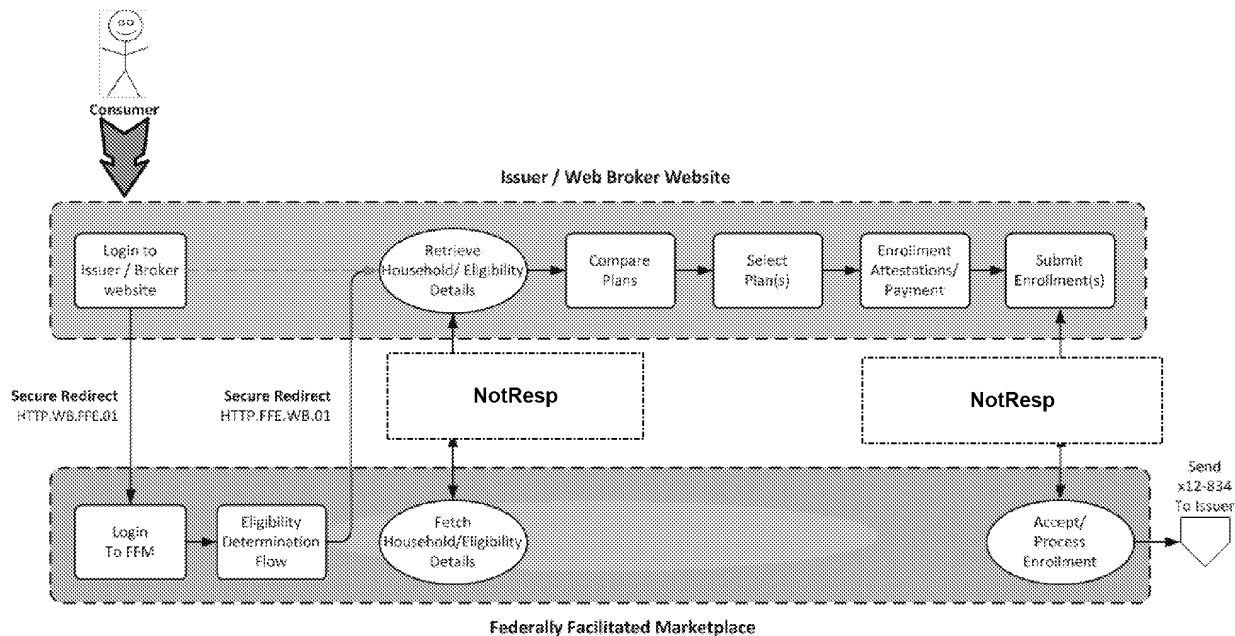 Consumer
Issuer / Web Broker Website
Login to
Issuer / Broker
website
Retrieve
Household/ Eligibility
Details
Compare
Plans
Select
Plan(s)
Enrollment
Attestations/
Payment
Submit
Enrollment(s)
Secure Redirect
HTTP.WB.FFE.01
Secure Redirect
HTTP.FFE.WB.01
NotResp
NotResp
Login
To FFM
Eligibility
Determination
Flow
Fetch
Household/Eligibility
Details
Accept/
Process
Enrollment
Send
x12-834
To Issuer
Federally Facilitated Marketplace